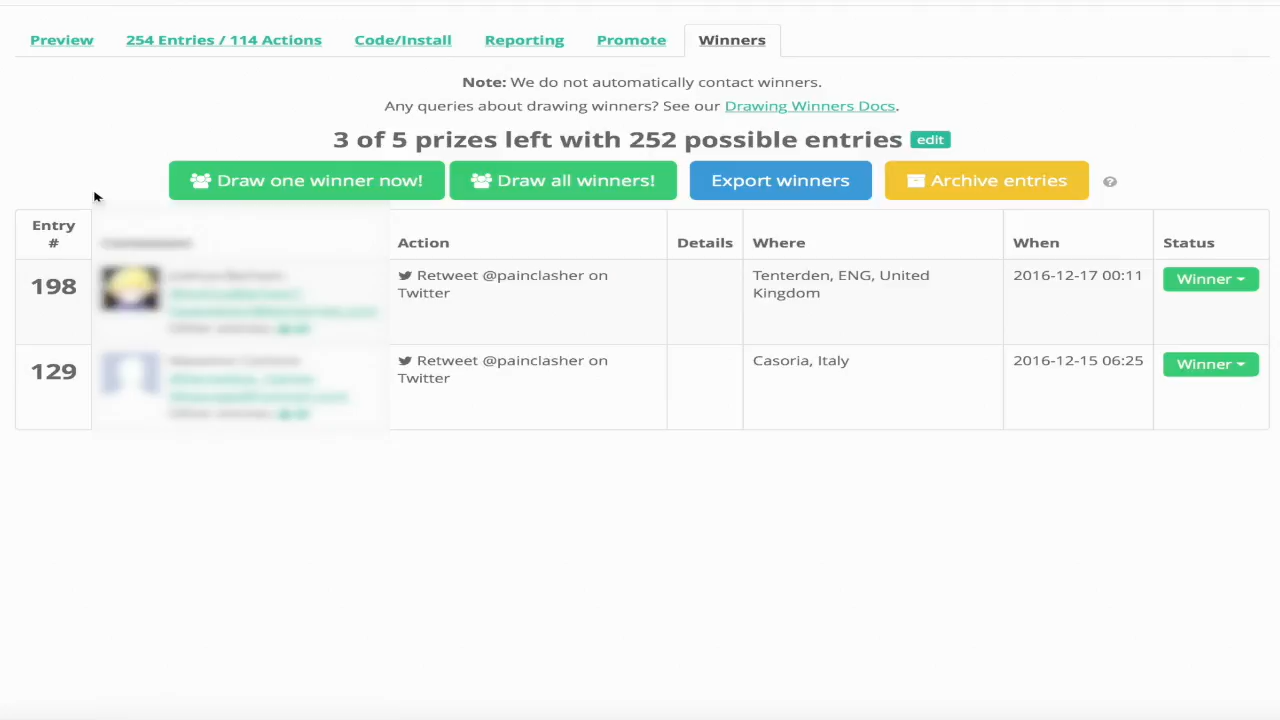 Preview 254 Entries / 114 Actions Code/Install Reporting Promote Winners
Note: We do not automatically contact winners.
Any queries about drawing winners? See our Drawing Winners Docs.
3 of 5 prizes left with 252 possible entries edit
Draw one winner now! Draw all winners! Export winners Archive entries ?
Entry
# Action Details Where When Status
198 Retweet @painclasher on Tenterden, ENG, United 2016-12-17 00:11 Winner
Twitter Kingdom
129 Retweet @painclasher on Casoria, Italy 2016-12-15 06:25 Winner
Twitter